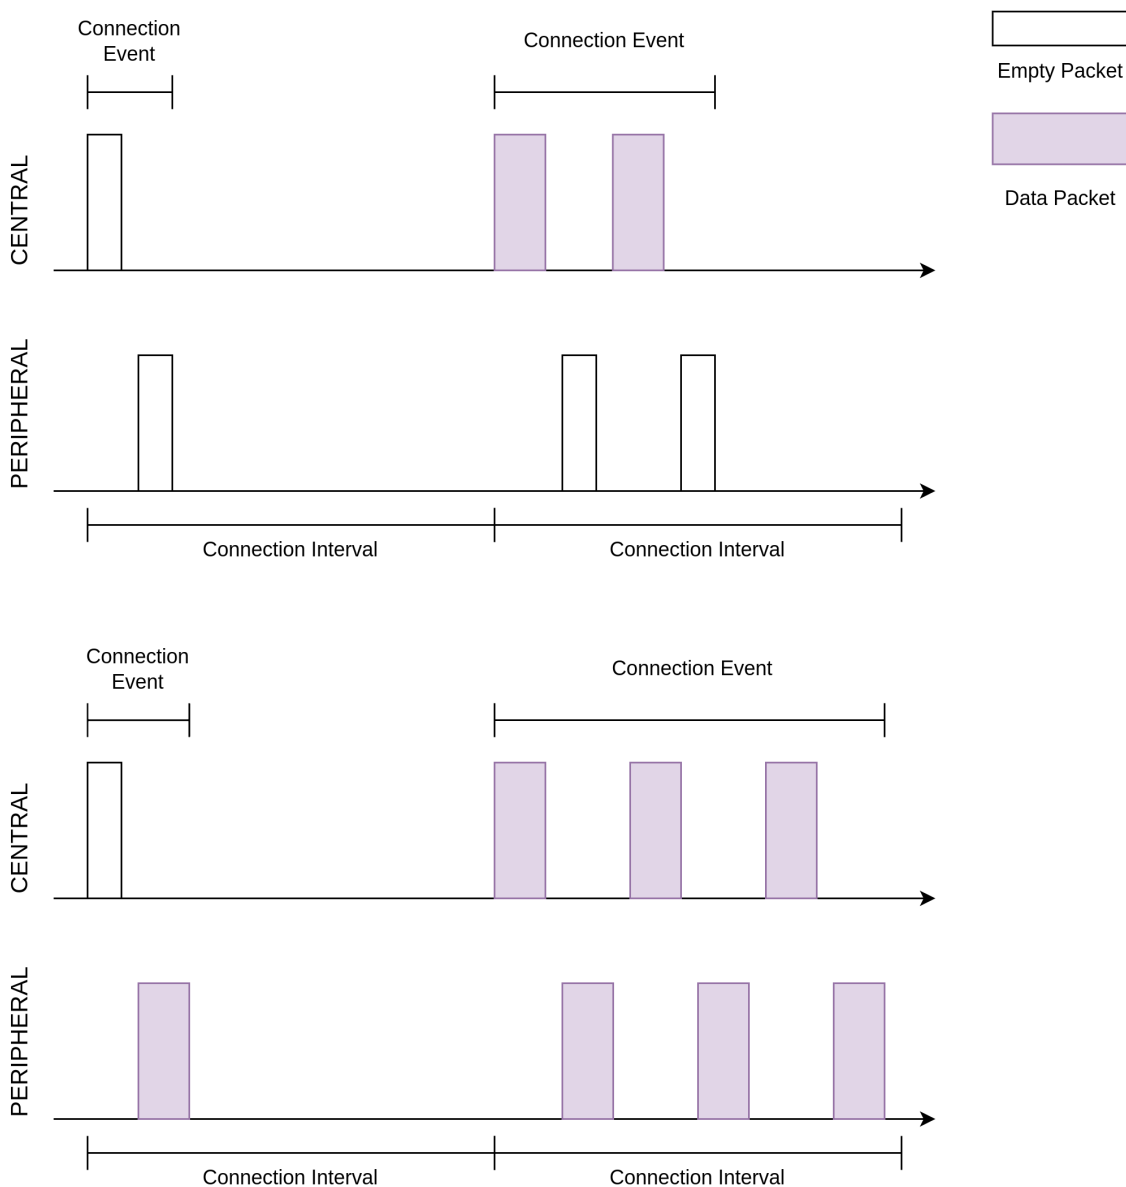 Connection
Event
Connection Event
Empty Packet
Data Packet
CENTRAL
PERIPHERAL
Connection Interval
Connection Interval
Connection
Event
Connection Event
CENTRAL
PERIPHERAL
Connection Interval
Connection Interval